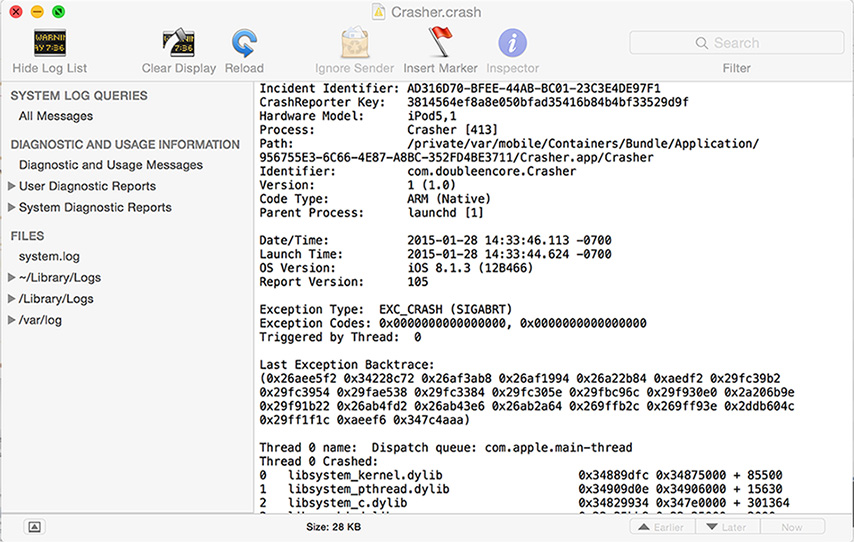 Crasher.crash
WARNIN
AY 7:36
Hide Log List
7:36
Clear Display
Reload
Ignore Sender
Insert Marker
Inspector
Search
Filter
SYSTEM LOG QUERIES
All Messages
DIAGNOSTIC AND USAGE INFORMATION
Diagnostic and Usage Messages
User Diagnostic Reports
System Diagnostic Reports
FILES
system.log
~/Library/Logs
/Library/Logs
/var/log
Incident Identifier: AD316D70-BFEE-44AB-BC01-23C3E4DE97F1
CrashReporter Key: 3814564ef8a8e050bfad35416b84b4bf33529d9f
Hardware Model: iPod5,1
Process: Crasher [413]
Path: /private/var/mobile/Containers/Bundle/Application/
956755E3-6C66-4E87-A8BC-352FD4BE3711/Crasher.app/Crasher
Identifier: com.doubleencore.Crasher
Version: 1 (1.0)
Code Type: ARM (Native)
Parent Process: launchd [1]
Date/Time: 2015-01-28 14:33:46.113 -0700
Launch Time: 2015-01-28 14:33:44.624 -0700
OS Version: iOS 8.1.3 (12B466)
Report Version: 105
Exception Type: EXC_CRASH (SIGABRT)
Exception Codes: 0x0000000000000000, 0x0000000000000000
Triggered by Thread: 0
Last Exception Backtrace:
(0x26aee5f2 0x34228c72 0x26af3ab8 0x26af1994 0x26a22b84 0xaedf2 0x29fc39b2
0x29fc3954 0x29fae538 0x29fc3384 0x29fc305e 0x29fbc96c 0x29f930e0 0x2a206b9e
0x29f91b22 0x26ab4fd2 0x26ab43e6 0x26ab2a64 0x269ffb2c 0x269ff93e 0x2ddb604c
0x29ff1f1c 0xaeef6 0x347c4aaa)
Thread 0 name: Dispatch queue: com.apple.main-thread
Thread 0 Crashed:
0 libsystem_kernel.dylib 0x34889dfc 0x34875000 + 85500
1 libsystem_pthread.dylib 0x34909d0e 0x34906000 + 15630
2 libsystem_c.dylib 0x34829934 0x347e0000 + 301364
Size: 28 KB
Earlier
Later
Now